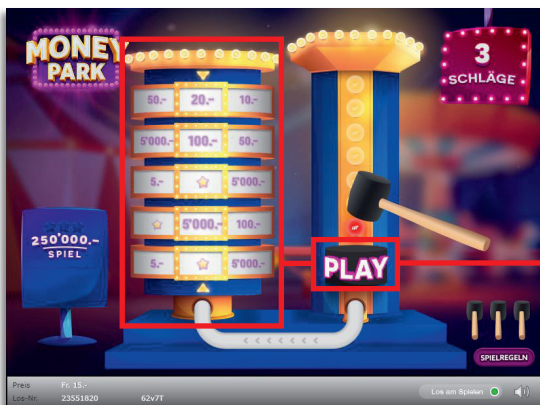 MONEY
PARK
3
SCHLÄGE
50.- 20.- 10.-
5'000.- 100.- 50.-
5.- 5'000.-
5'000.- 100.-
5.- 5'000.-
250'000.-
SPIEL
PLAY
SPIELREGELN
Preis Fr. 15.-
Los-Nr. 23551820 62v7T
Los am Spielen